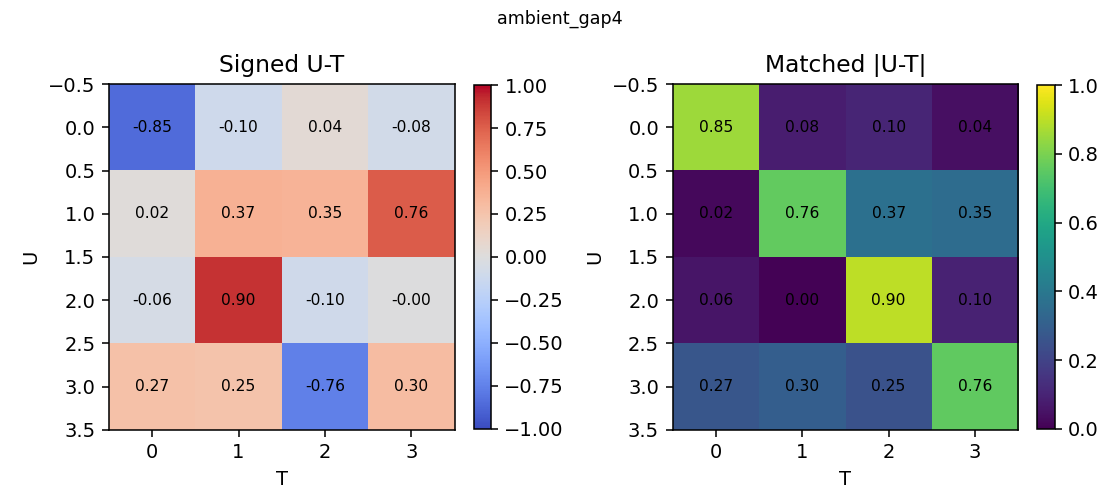 ambient_gap4
Signed U-T
−0.5
0.0
0.5
1.0
1.5
2.0
2.5
3.0
3.5
U
-0.85 -0.10 0.04 -0.08
0.02 0.37 0.35 0.76
-0.06 0.90 -0.10 -0.00
0.27 0.25 -0.76 0.30
0 1 2 3
T
1.00
0.75
0.50
0.25
0.00
−0.25
−0.50
−0.75
−1.00
Matched |U-T|
−0.5
0.0
0.5
1.0
1.5
2.0
2.5
3.0
3.5
U
0.85 0.08 0.10 0.04
0.02 0.76 0.37 0.35
0.06 0.00 0.90 0.10
0.27 0.30 0.25 0.76
0 1 2 3
T
1.0
0.8
0.6
0.4
0.2
0.0